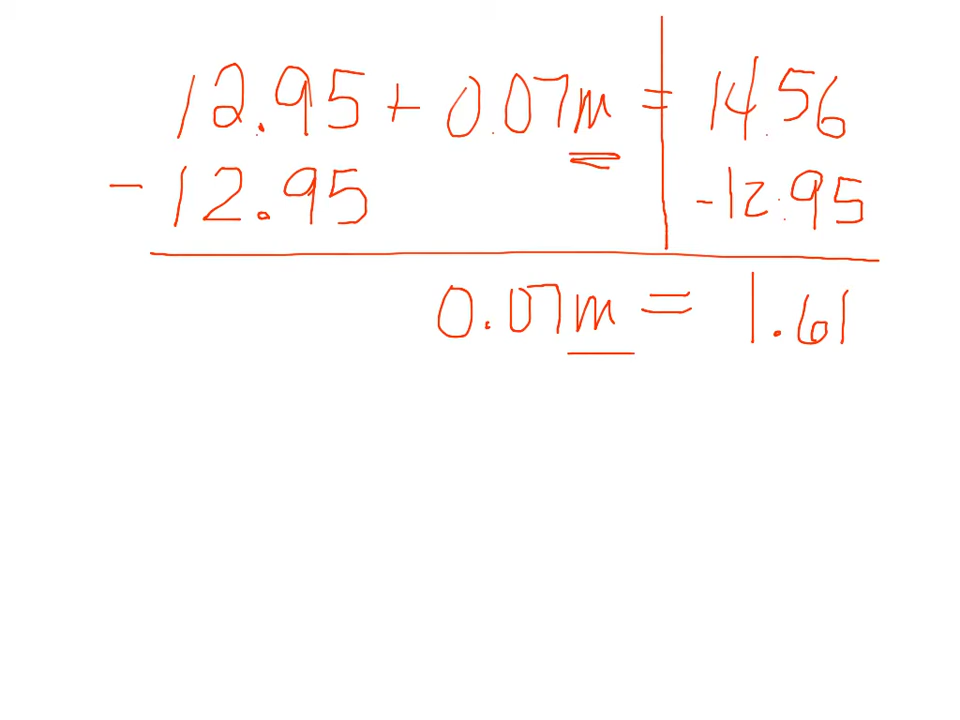 12.95 + 0.07m = 14.56
- 12.95 -12.95
0.07m = 1.61